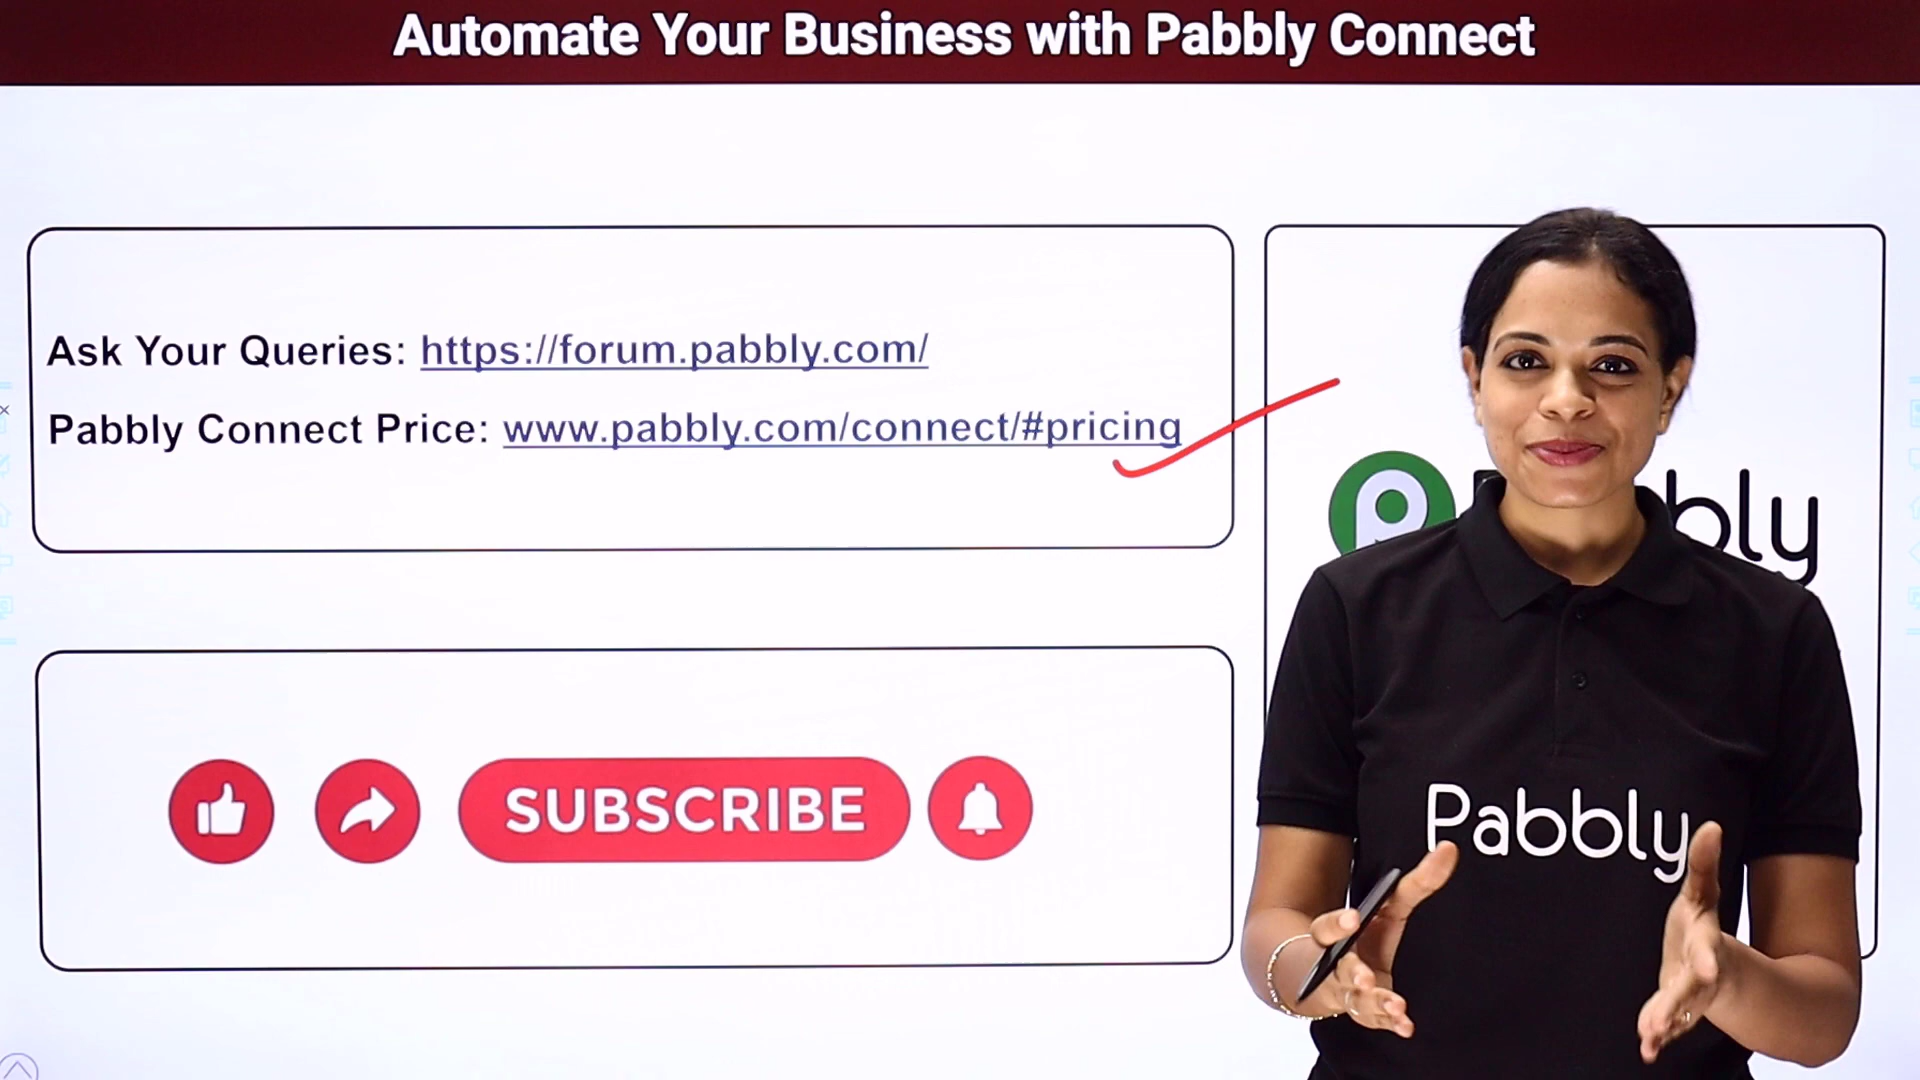 Automate Your Business with Pabbly Connect
Ask Your Queries: https://forum.pabbly.com/
Pabbly Connect Price: www.pabbly.com/connect/#pricing
SUBSCRIBE
Pabbly